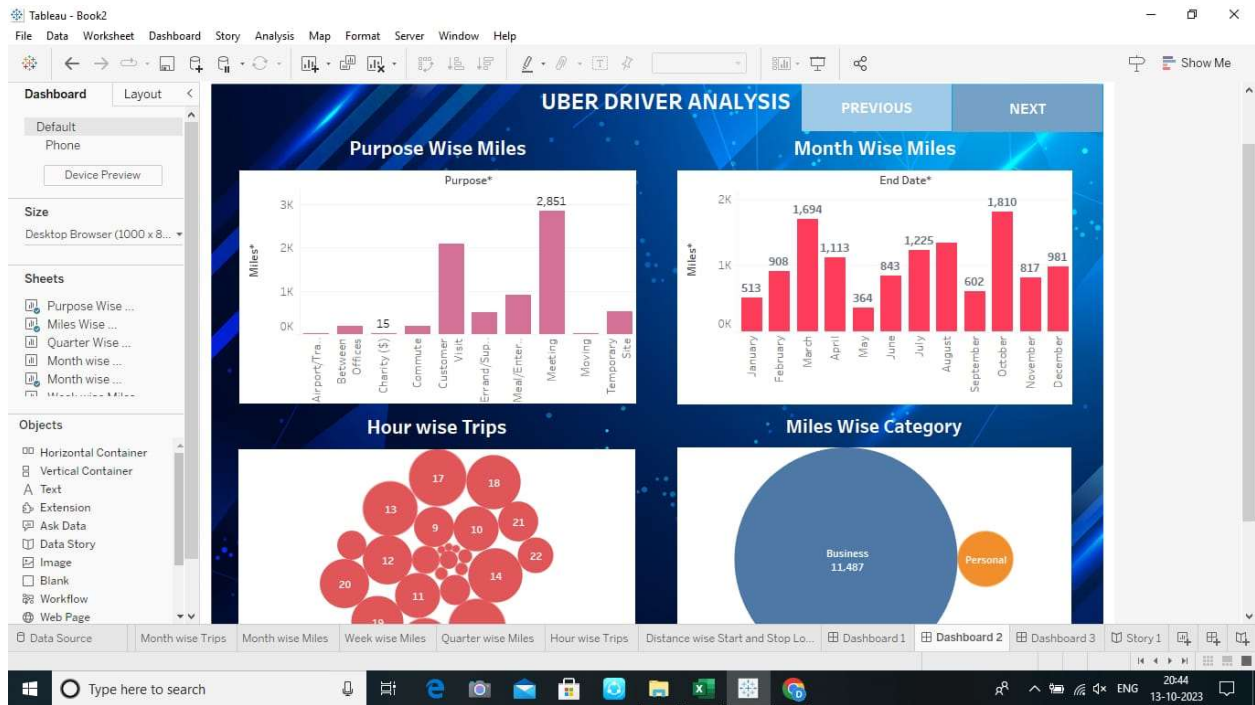 Tableau - Book2
File Data Worksheet Dashboard Story Analysis Map Format Server Window Help
Show Me
Dashboard Layout
Default
Phone
Device Preview
Size
Desktop Browser (1000 x 8...
Sheets
Purpose Wise ...
Miles Wise ...
Quarter Wise ...
Month wise ...
Month wise ...
Week wise Miles
Objects
Horizontal Container
Vertical Container
Text
Extension
Ask Data
Data Story
Image
Blank
Workflow
Web Page
UBER DRIVER ANALYSIS
PREVIOUS
NEXT
Purpose Wise Miles
Purpose*
Miles*
3K
2K
1K
0K
15
2,851
Airport/Tra..
Between
Offices
Charity ($)
Commute
Customer
Visit
Errand/Sup..
Meal/Enter..
Meeting
Moving
Temporary
Site
Month Wise Miles
End Date*
Miles*
2K
1K
0K
513
908
1,694
1,113
364
843
1,225
602
1,810
817
981
January
February
March
April
May
June
July
August
September
October
November
December
Hour wise Trips
17
18
13
9
10
21
12
22
20
14
11
19
Miles Wise Category
Business
11,487
Personal
Data Source Month wise Trips Month wise Miles Week wise Miles Quarter wise Miles Hour wise Trips Distance wise Start and Stop Lo... Dashboard 1 Dashboard 2 Dashboard 3 Story 1
Type here to search
ENG
20:44
13-10-2023